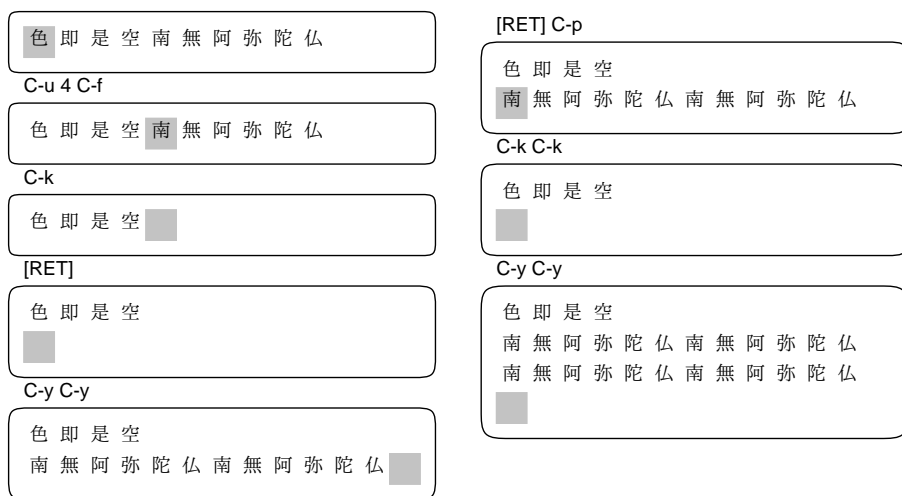 色即是空南無阿弥陀仏
C-u 4 C-f
色即是空南無阿弥陀仏
C-k
色即是空
[RET]
色即是空
C-y C-y
色即是空
南無阿弥陀仏南無阿弥陀仏
[RET] C-p
色即是空
南無阿弥陀仏南無阿弥陀仏
C-k C-k
色即是空
C-y C-y
色即是空
南無阿弥陀仏南無阿弥陀仏
南無阿弥陀仏南無阿弥陀仏